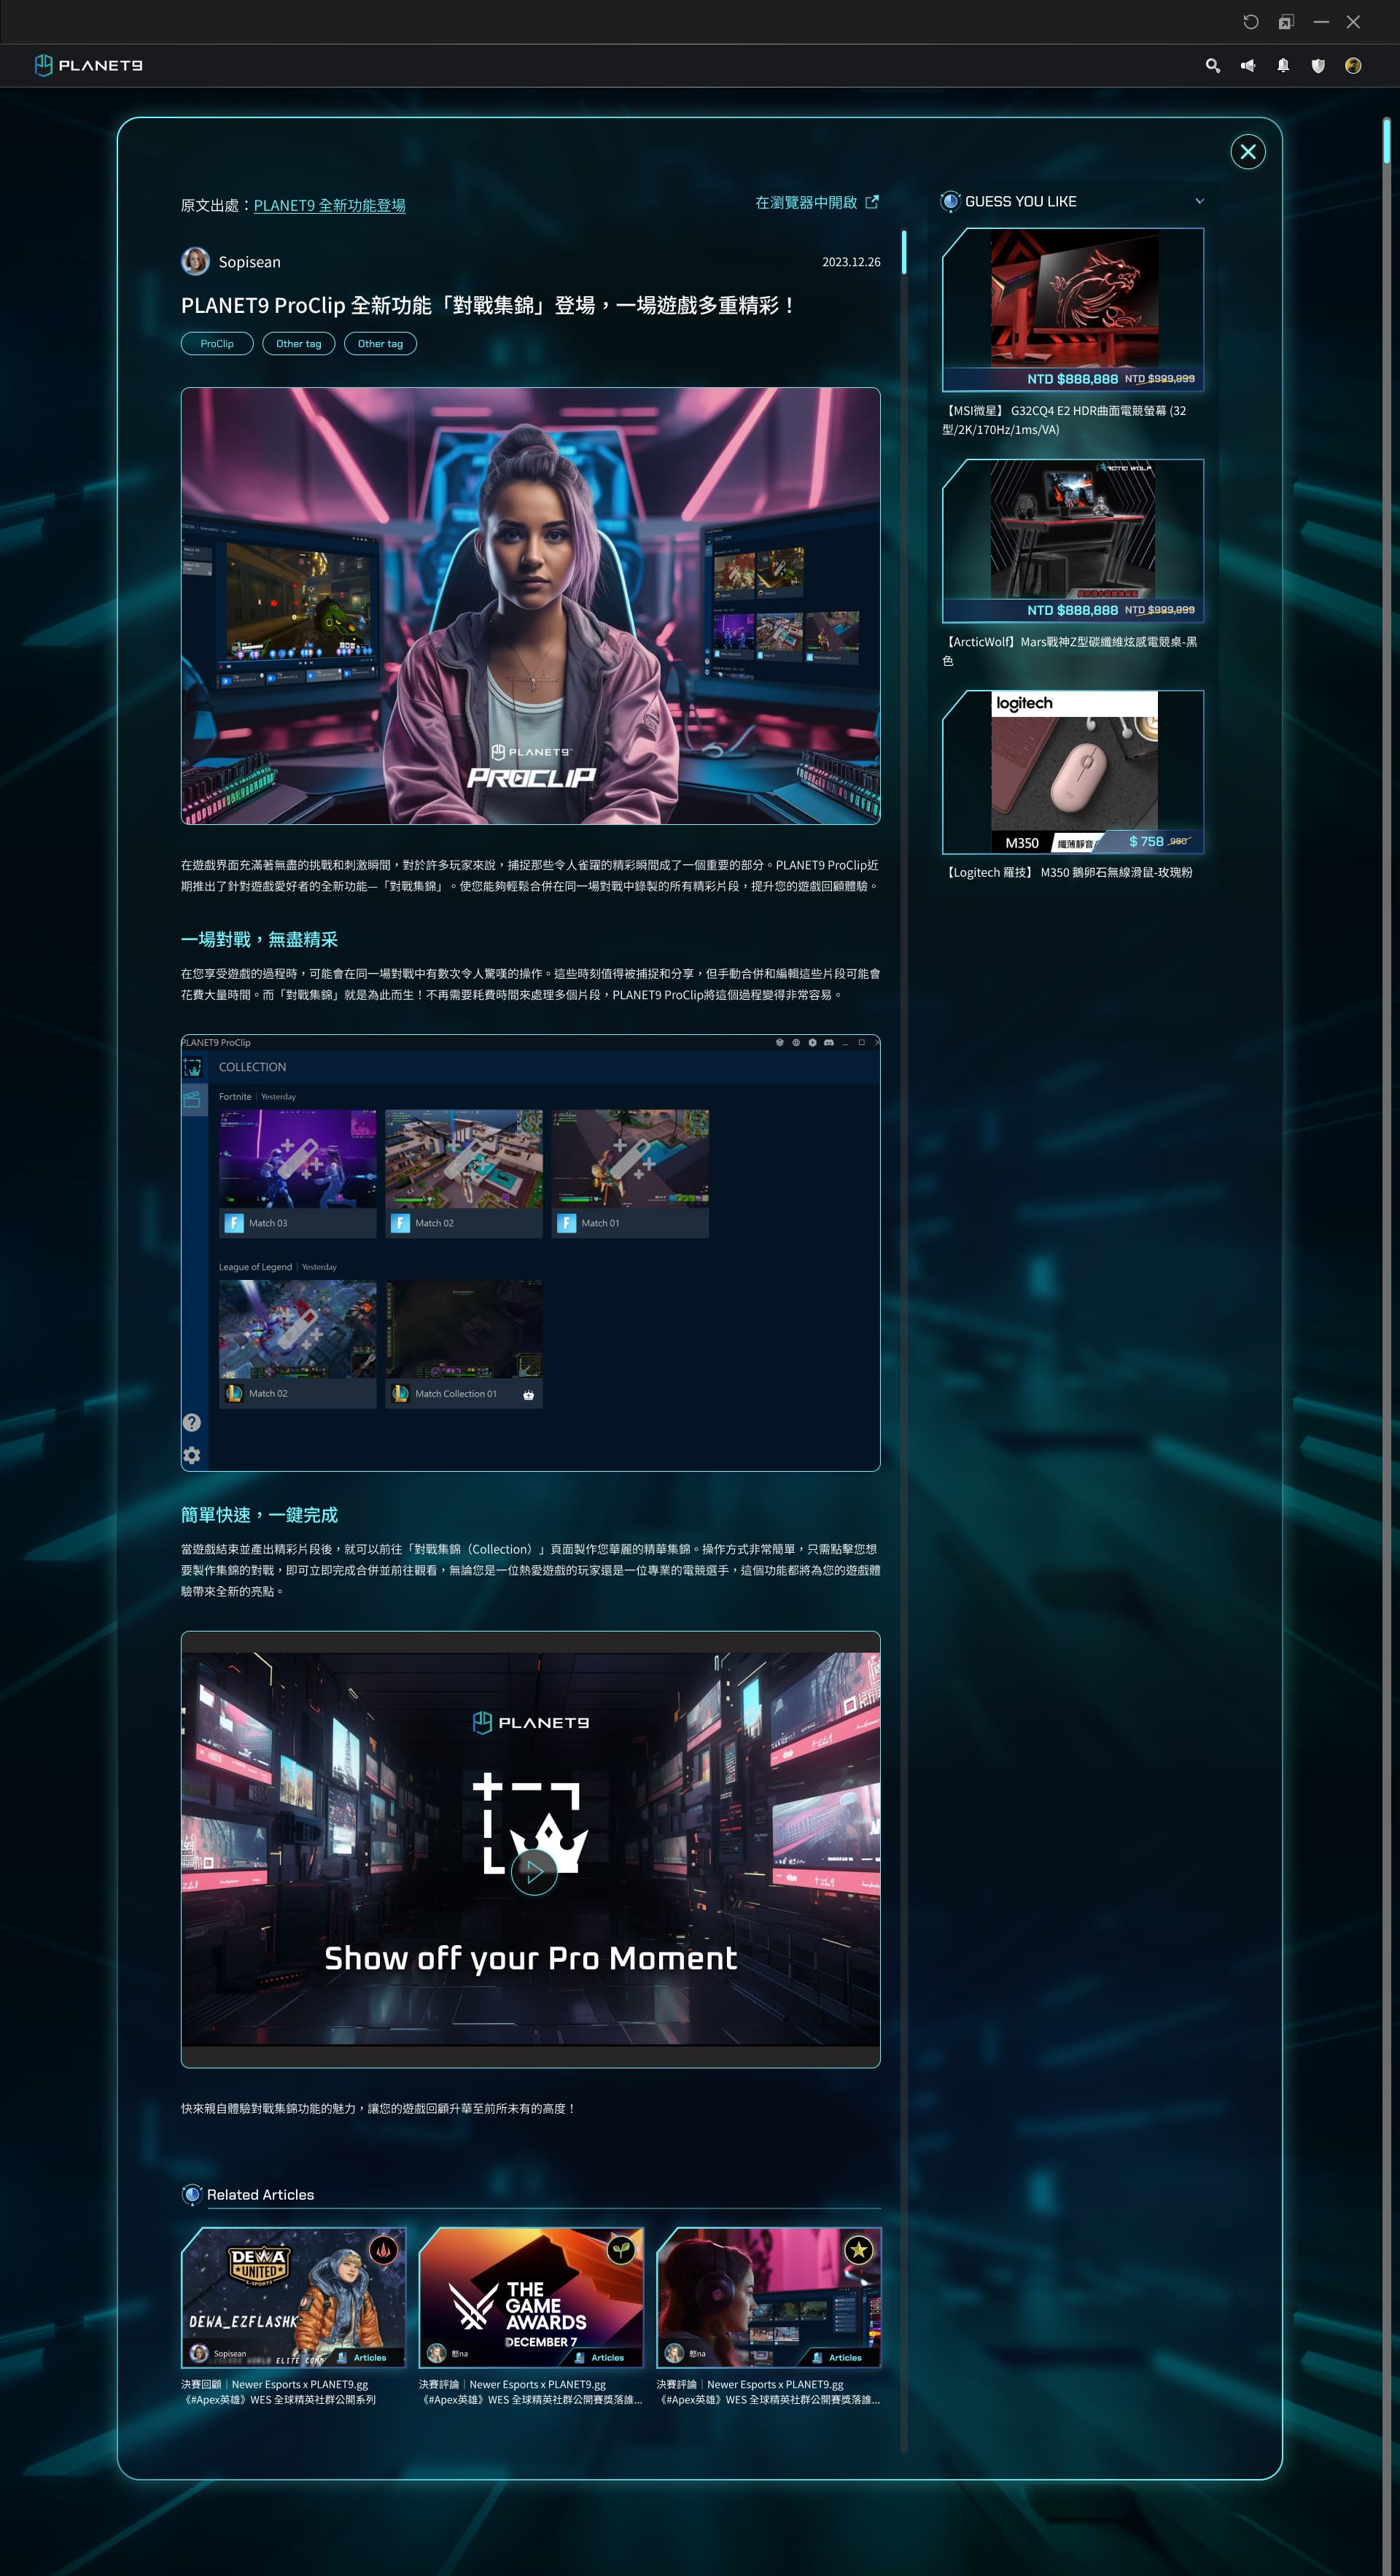 PLANET9
原文出處：PLANET9 全新功能登場
在瀏覽器中開啟
Sopisean
2023.12.26
PLANET9 ProClip 全新功能「對戰集錦」登場，一場遊戲多重精彩！
ProClip
Other tag
Other tag
COLLECTION
PLANET9
PROCLIP
在遊戲界面充滿著無盡的挑戰和刺激瞬間，對於許多玩家來說，捕捉那些令人雀躍的精彩瞬間成了一個重要的部分。PLANET9 ProClip近
期推出了針對遊戲愛好者的全新功能—「對戰集錦」。使您能夠輕鬆合併在同一場對戰中錄製的所有精彩片段，提升您的遊戲回顧體驗。
一場對戰，無盡精采
在您享受遊戲的過程時，可能會在同一場對戰中有數次令人驚嘆的操作。這些時刻值得被捕捉和分享，但手動合併和編輯這些片段可能會
花費大量時間。而「對戰集錦」就是為此而生！不再需要耗費時間來處理多個片段，PLANET9 ProClip將這個過程變得非常容易。
PLANET9 ProClip
COLLECTION
Fortnite | Yesterday
Match 03
Match 02
Match 01
League of Legend | Yesterday
Match 02
Match Collection 01
簡單快速，一鍵完成
當遊戲結束並產出精彩片段後，就可以前往「對戰集錦（Collection）」頁面製作您華麗的精華集錦。操作方式非常簡單，只需點擊您想
要製作集錦的對戰，即可立即完成合併並前往觀看，無論您是一位熱愛遊戲的玩家還是一位專業的電競選手，這個功能都將為您的遊戲體
驗帶來全新的亮點。
PLANET9
Show off your Pro Moment
快來親自體驗對戰集錦功能的魅力，讓您的遊戲回顧升華至前所未有的高度！
Related Articles
DEWA
UNITED
E-SPORTS
DEWA_EZFLASHK
Sopisean
Articles
決賽回顧｜Newer Esports x PLANET9.gg
《#Apex英雄》WES 全球精英社群公開系列
THE
GAME
AWARDS
DECEMBER 7
憨na
Articles
決賽評論｜Newer Esports x PLANET9.gg
《#Apex英雄》WES 全球精英社群公開賽獎落誰...
憨na
Articles
決賽評論｜Newer Esports x PLANET9.gg
《#Apex英雄》WES 全球精英社群公開賽獎落誰...
GUESS YOU LIKE
NTD $888,888 NTD $999,999
【MSI微星】 G32CQ4 E2 HDR曲面電競螢幕 (32
型/2K/170Hz/1ms/VA)
ARCTIC WOLF
NTD $888,888 NTD $999,999
【ArcticWolf】Mars戰神Z型碳纖維炫感電競桌-黑
色
logitech
M350
纖薄靜音
$ 758 980
【Logitech 羅技】 M350 鵝卵石無線滑鼠-玫瑰粉